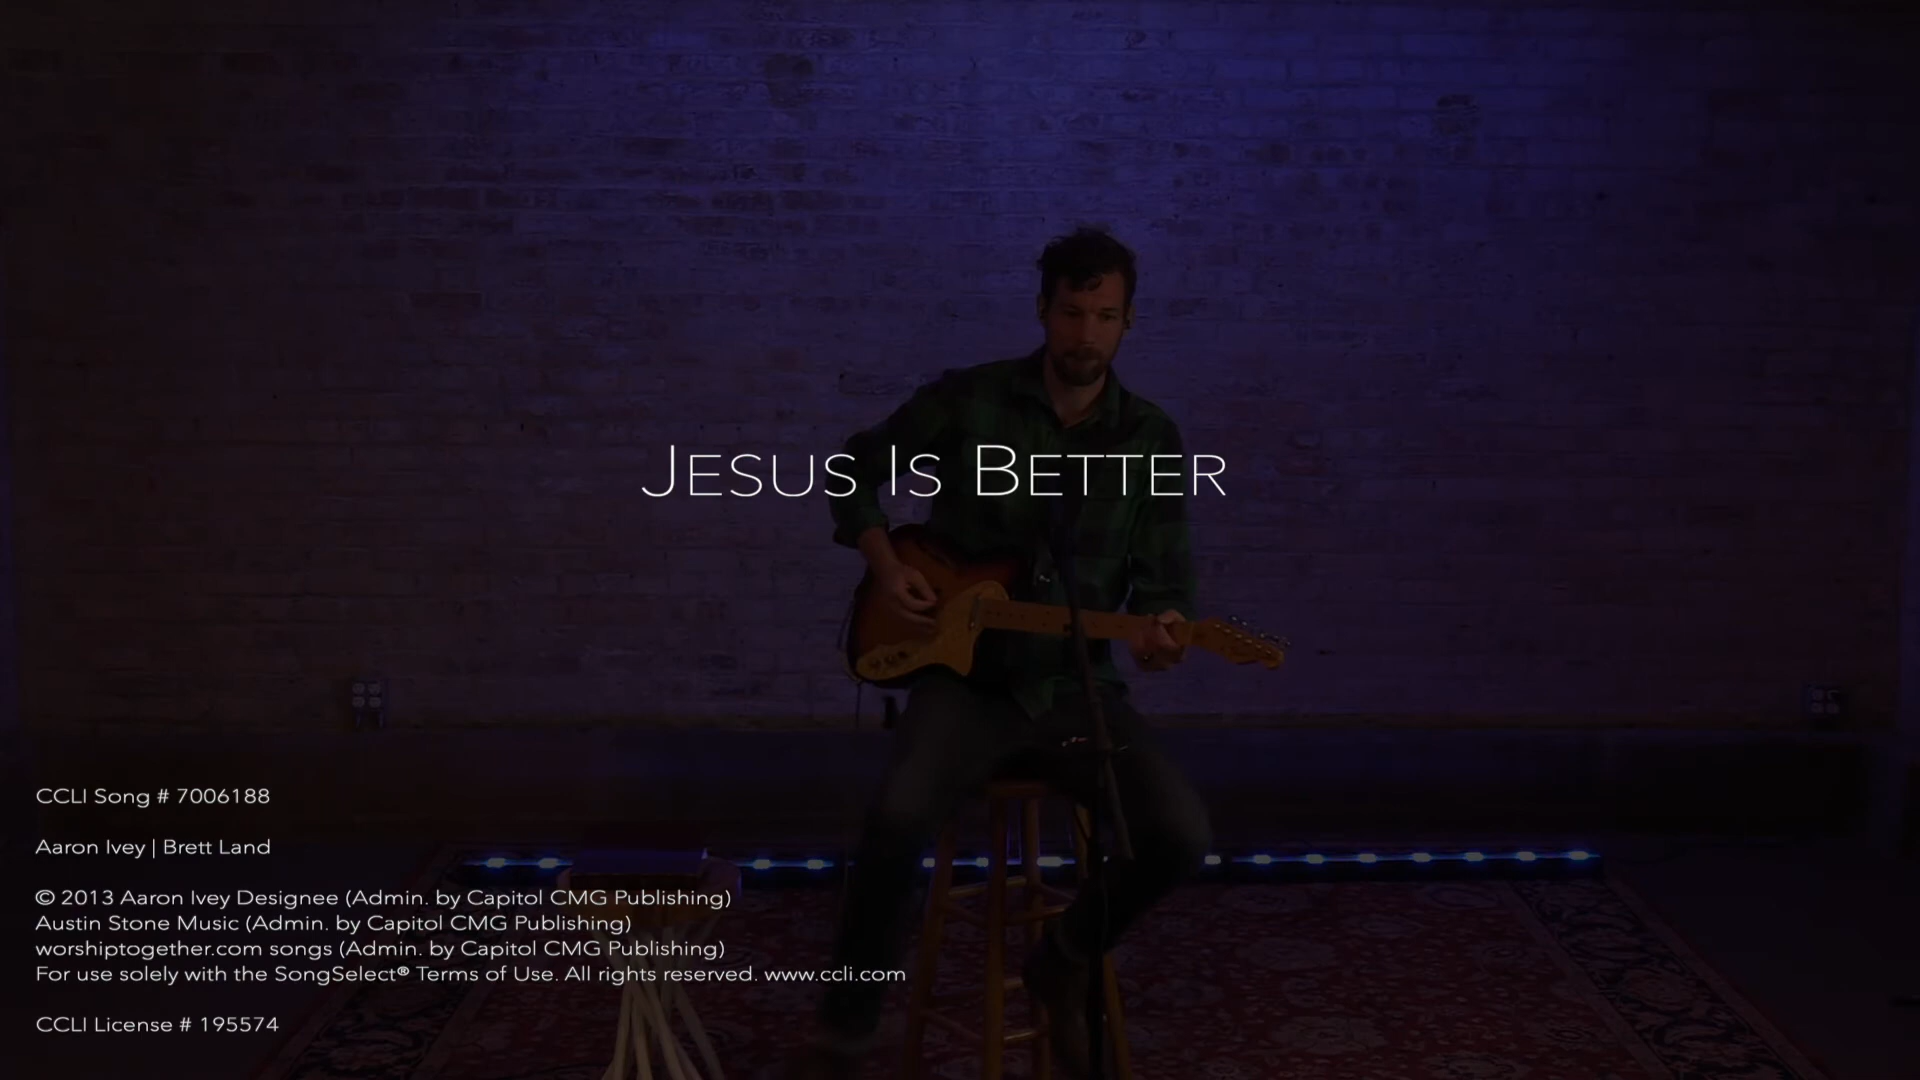 Jesus Is Better
CCLI Song # 7006188
Aaron Ivey | Brett Land
© 2013 Aaron Ivey Designee (Admin. by Capitol CMG Publishing)
Austin Stone Music (Admin. by Capitol CMG Publishing)
worshiptogether.com songs (Admin. by Capitol CMG Publishing)
For use solely with the SongSelect® Terms of Use. All rights reserved. www.ccli.com
CCLI License # 195574